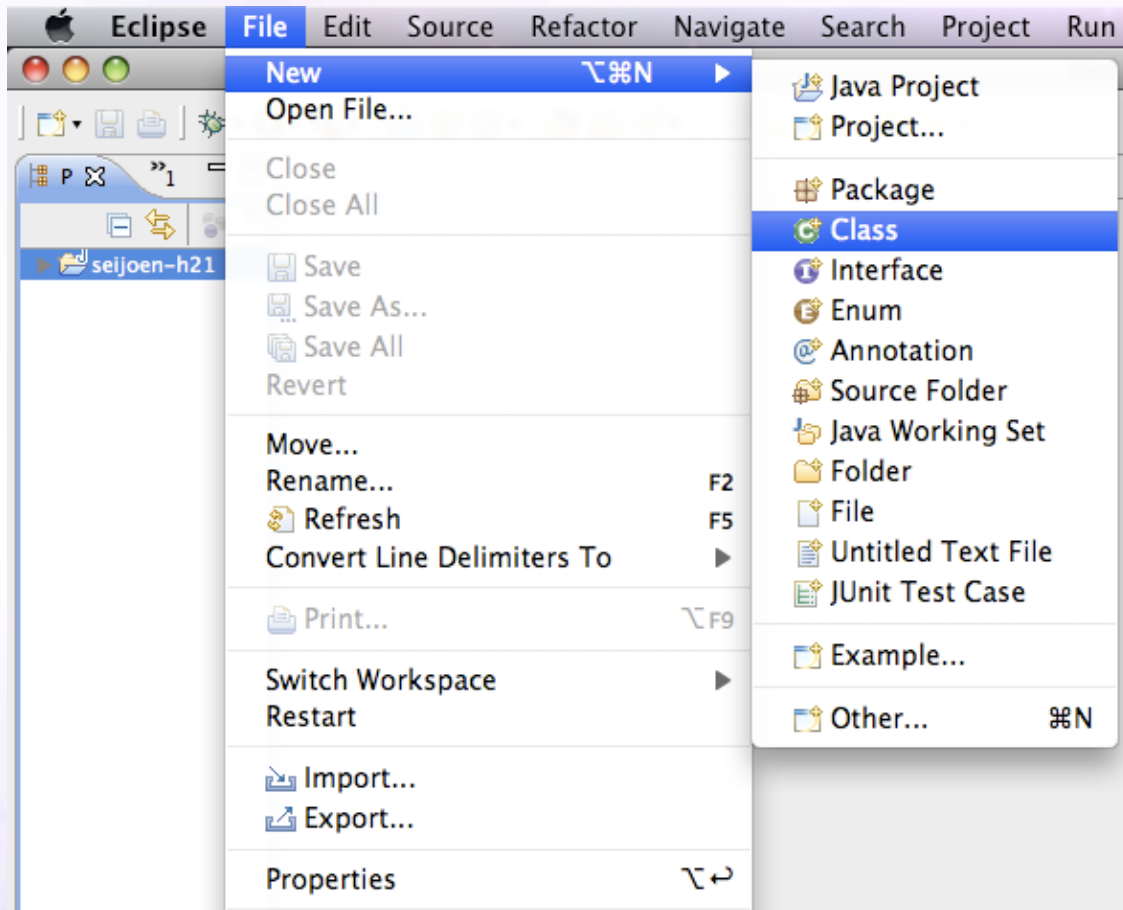 Eclipse File Edit Source Refactor Navigate Search Project Run
New ⌥⌘N
Open File...
Close
Close All
Save
Save As...
Save All
Revert
Move...
Rename... F2
Refresh F5
Convert Line Delimiters To
Print... ⌥F9
Switch Workspace
Restart
Import...
Export...
Properties ⌥↩
Java Project
Project...
Package
Class
Interface
Enum
Annotation
Source Folder
Java Working Set
Folder
File
Untitled Text File
JUnit Test Case
Example...
Other... ⌘N
P »1
seijoen-h21